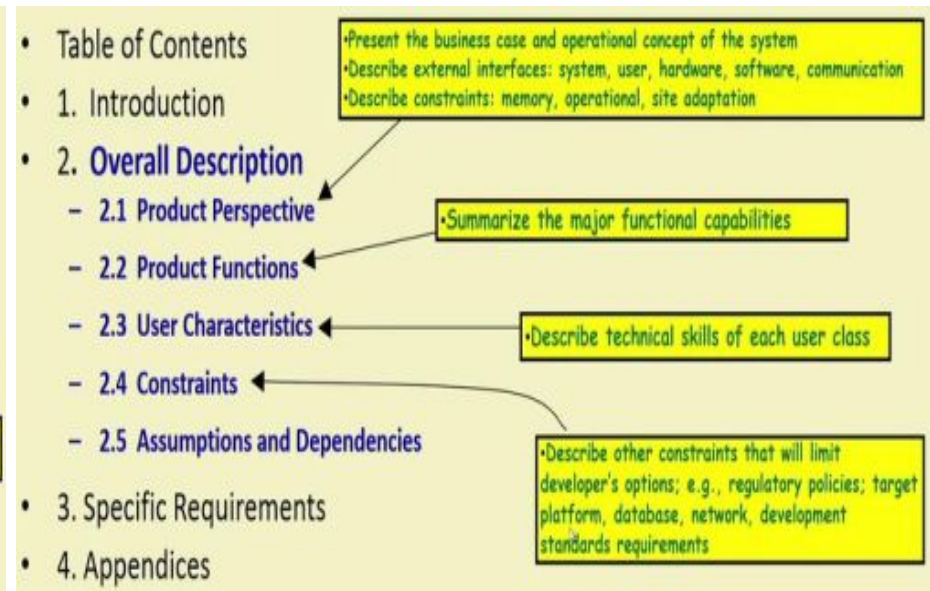 • Table of Contents
• 1. Introduction
• 2. Overall Description
– 2.1 Product Perspective
– 2.2 Product Functions
– 2.3 User Characteristics
– 2.4 Constraints
– 2.5 Assumptions and Dependencies
• 3. Specific Requirements
• 4. Appendices
•Present the business case and operational concept of the system
•Describe external interfaces: system, user, hardware, software, communication
•Describe constraints: memory, operational, site adaptation
•Summarize the major functional capabilities
•Describe technical skills of each user class
•Describe other constraints that will limit
developer's options; e.g., regulatory policies; target
platform, database, network, development
standards requirements